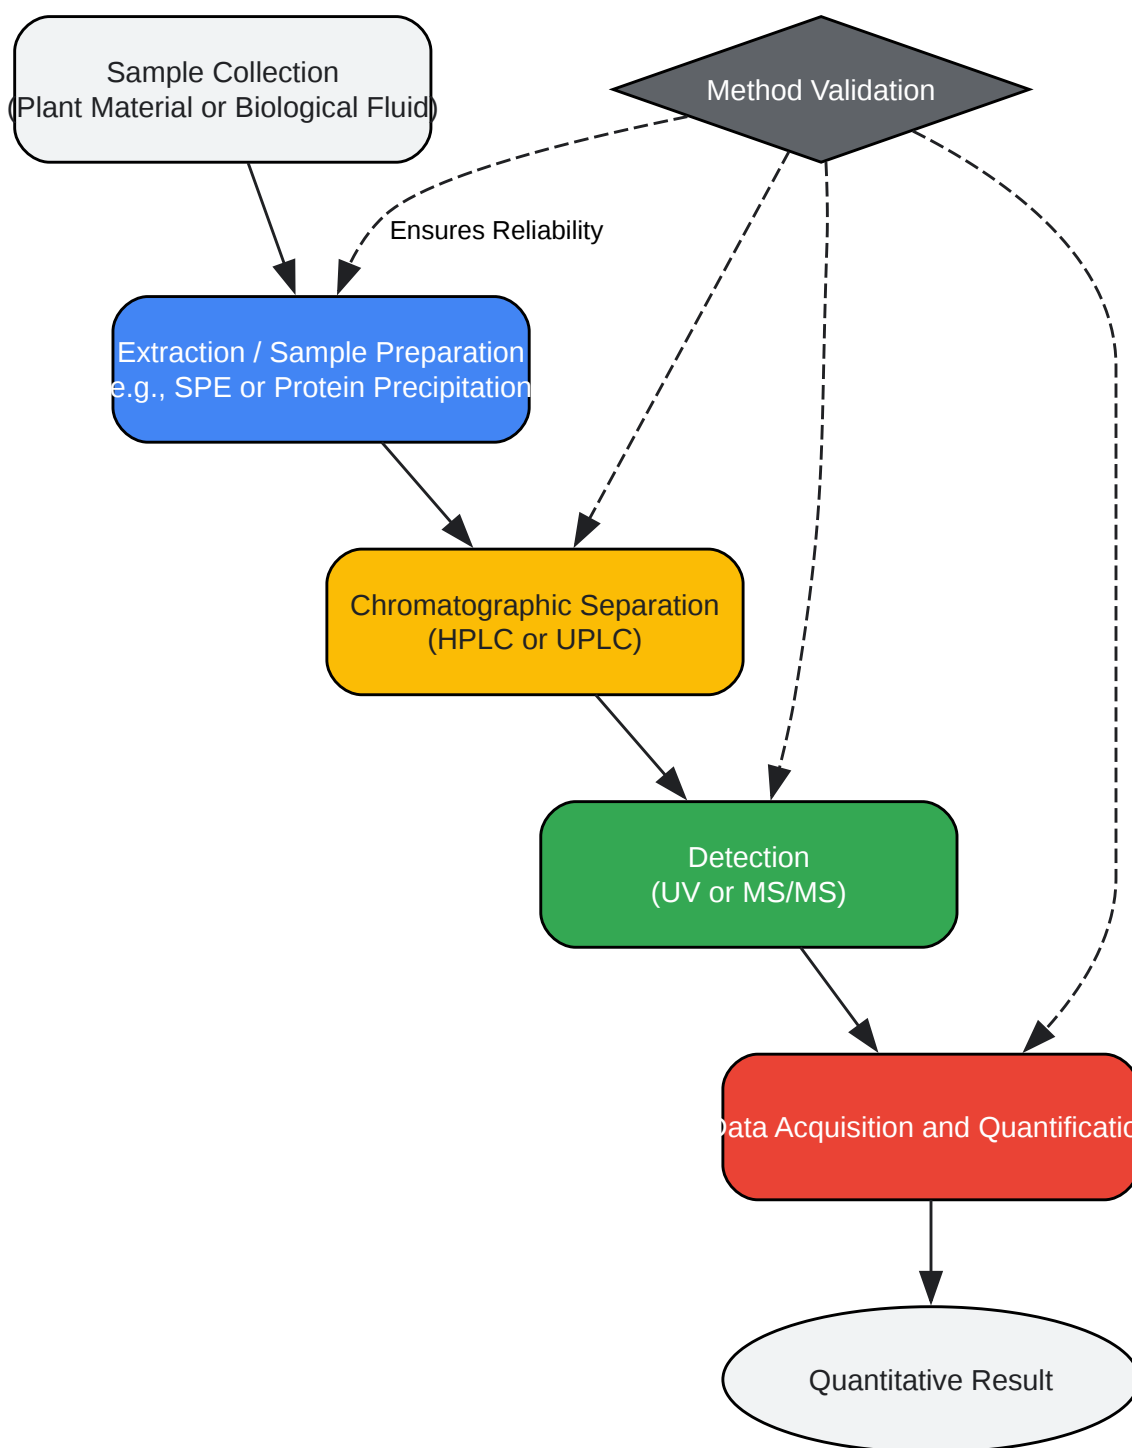 Sample Collection
(Plant Material or Biological Fluid)
Method Validation
Ensures Reliability
Extraction / Sample Preparation
e.g., SPE or Protein Precipitation
Chromatographic Separation
(HPLC or UPLC)
Detection
(UV or MS/MS)
Data Acquisition and Quantificatio
Quantitative Result